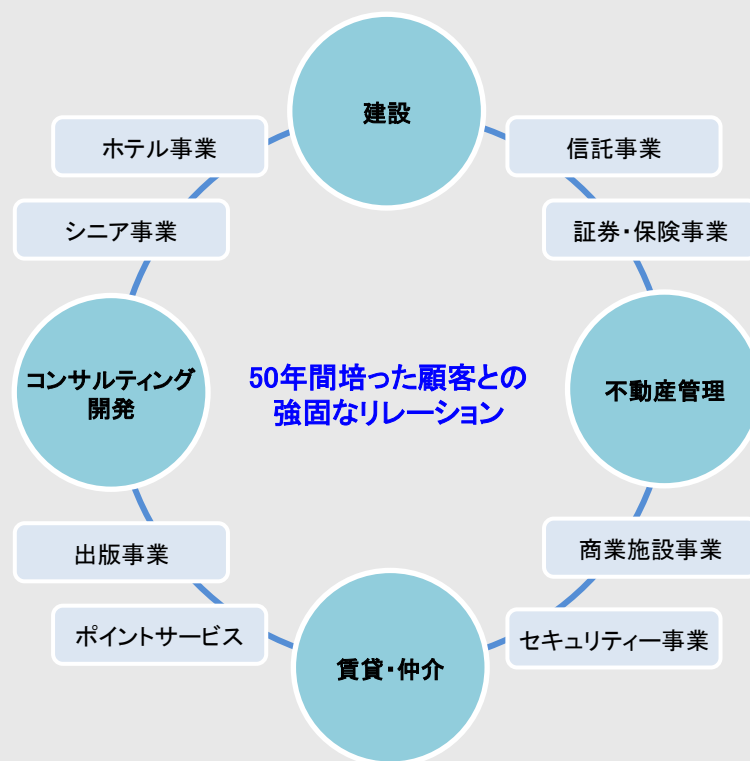 建設
ホテル事業
信託事業
シニア事業
証券・保険事業
コンサルティング
開発
50年間培った顧客との
強固なリレーション
不動産管理
出版事業
商業施設事業
ポイントサービス
セキュリティー事業
賃貸・仲介